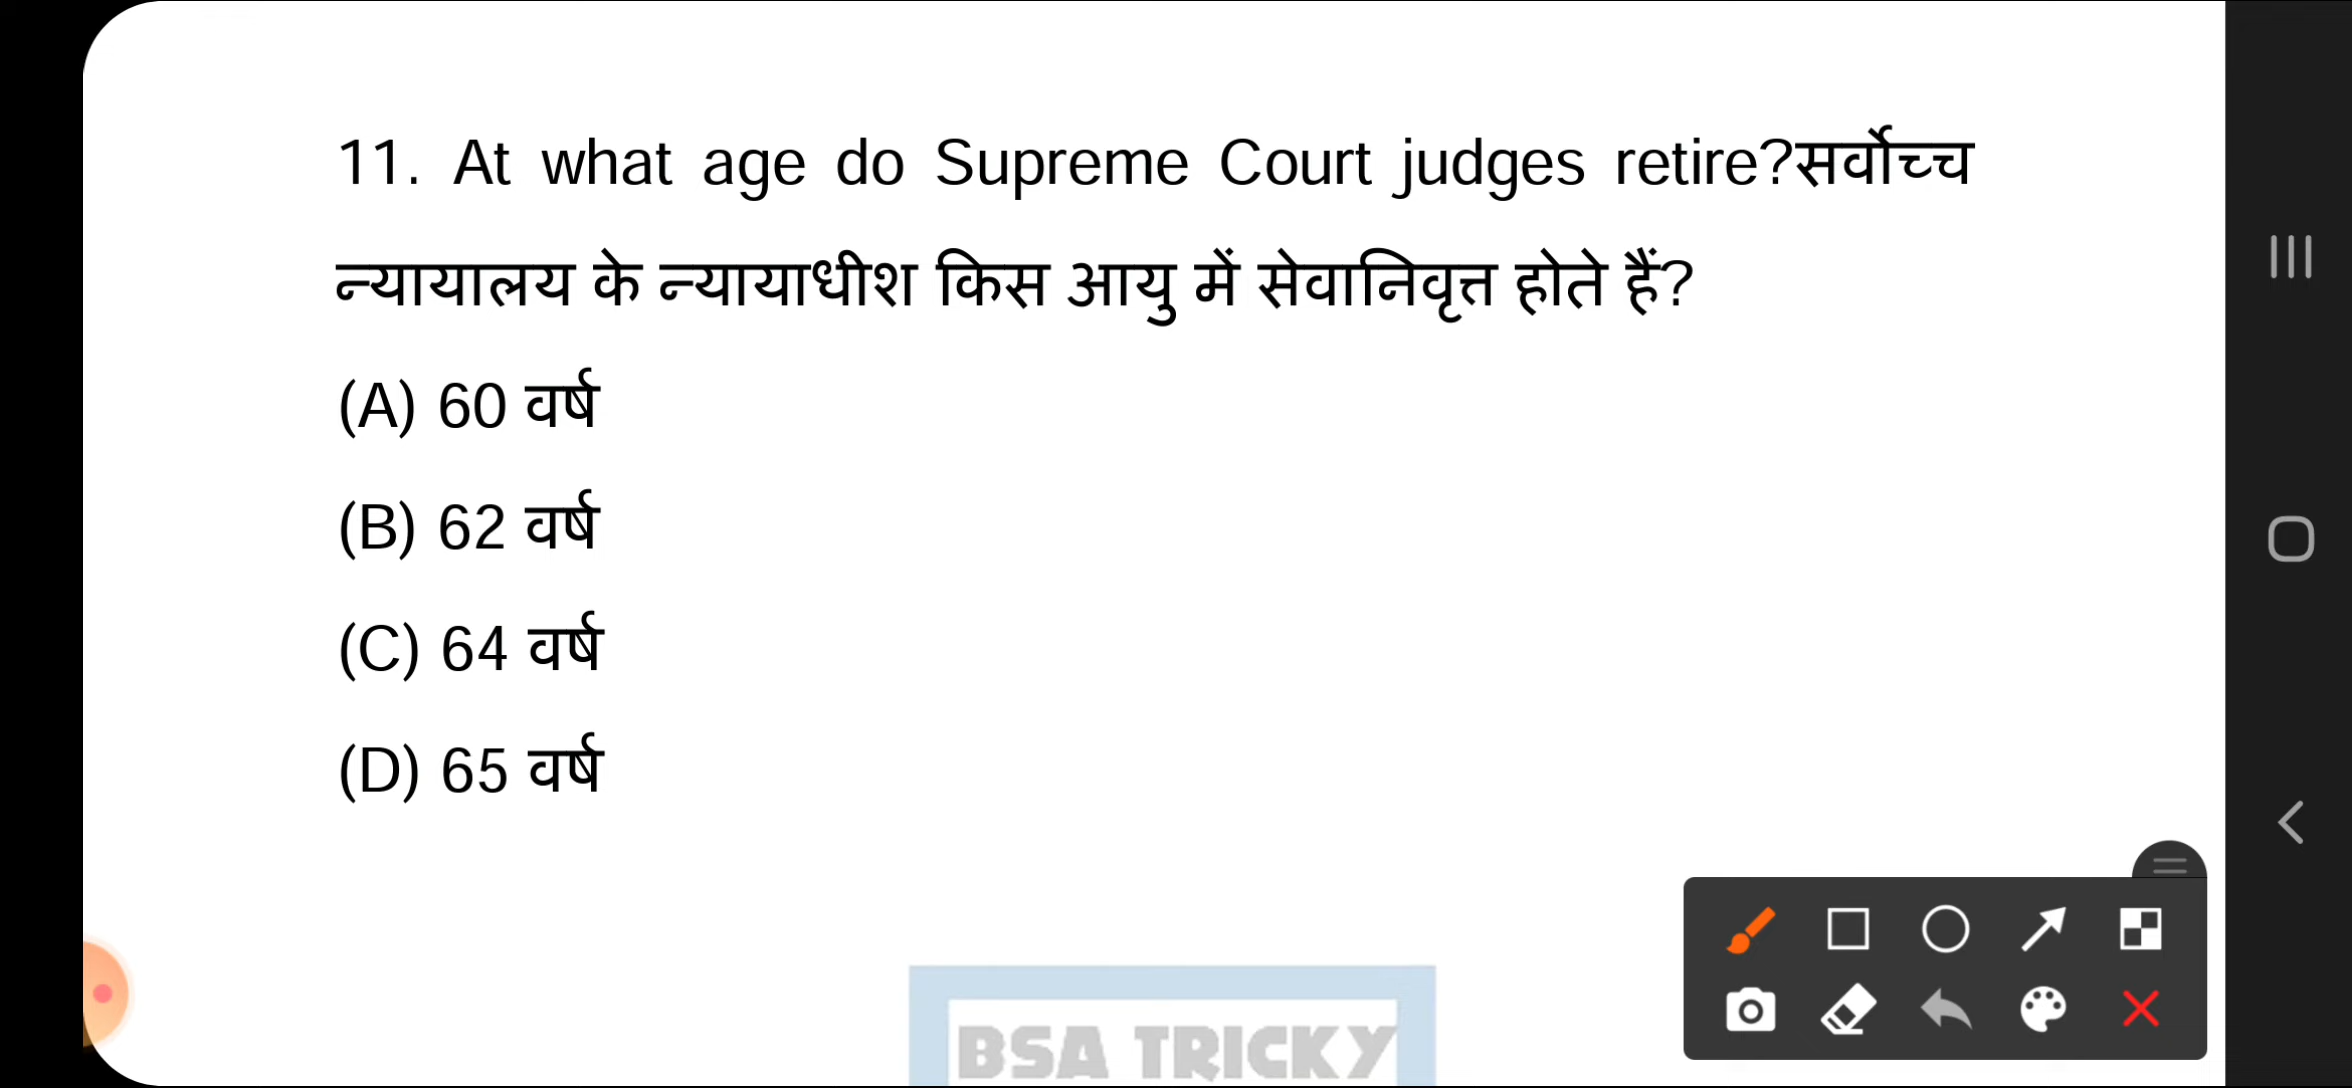 11. At what age do Supreme Court judges retire?सर्वोच्च
न्यायालय के न्यायाधीश किस आयु में सेवानिवृत्त होते हैं?
(A) 60 वर्ष
(B) 62 वर्ष
(C) 64 वर्ष
(D) 65 वर्ष
BSA TRICKY